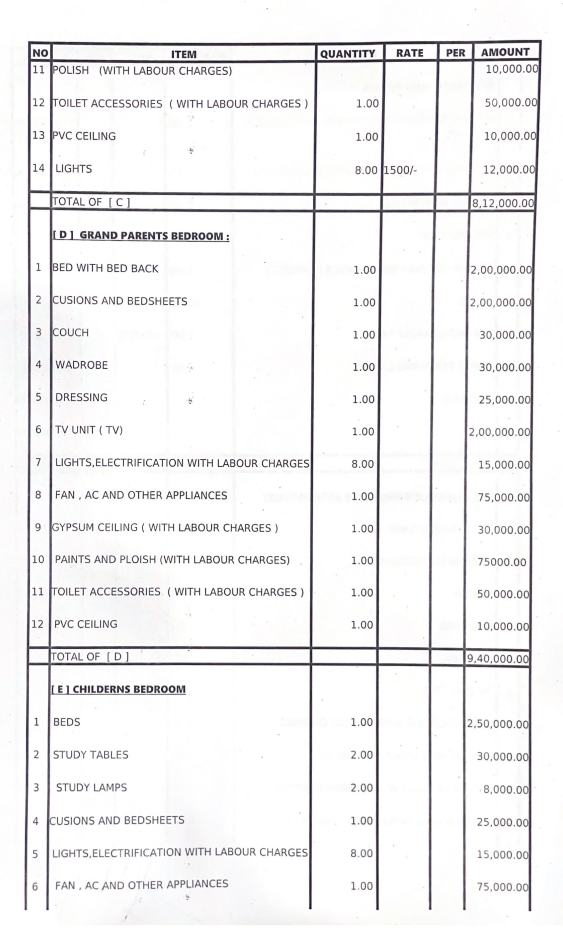 NO ITEM QUANTITY RATE PER AMOUNT
11 POLISH (WITH LABOUR CHARGES) 10,000.00
12 TOILET ACCESSORIES ( WITH LABOUR CHARGES ) 1.00 50,000.00
13 PVC CEILING 1.00 10,000.00
14 LIGHTS 8.00 1500/- 12,000.00
TOTAL OF [ C ] 8,12,000.00
[ D ] GRAND PARENTS BEDROOM :
1 BED WITH BED BACK 1.00 2,00,000.00
2 CUSIONS AND BEDSHEETS 1.00 2,00,000.00
3 COUCH 1.00 30,000.00
4 WADROBE 1.00 30,000.00
5 DRESSING 1.00 25,000.00
6 TV UNIT ( TV) 1.00 2,00,000.00
7 LIGHTS,ELECTRIFICATION WITH LABOUR CHARGES 8.00 15,000.00
8 FAN , AC AND OTHER APPLIANCES 1.00 75,000.00
9 GYPSUM CEILING ( WITH LABOUR CHARGES ) 1.00 30,000.00
10 PAINTS AND PLOISH (WITH LABOUR CHARGES) 1.00 75000.00
11 TOILET ACCESSORIES ( WITH LABOUR CHARGES ) 1.00 50,000.00
12 PVC CEILING 1.00 10,000.00
TOTAL OF [ D ] 9,40,000.00
[ E ] CHILDERNS BEDROOM
1 BEDS 1.00 2,50,000.00
2 STUDY TABLES 2.00 30,000.00
3 STUDY LAMPS 2.00 8,000.00
4 CUSIONS AND BEDSHEETS 1.00 25,000.00
5 LIGHTS,ELECTRIFICATION WITH LABOUR CHARGES 8.00 15,000.00
6 FAN , AC AND OTHER APPLIANCES 1.00 75,000.00